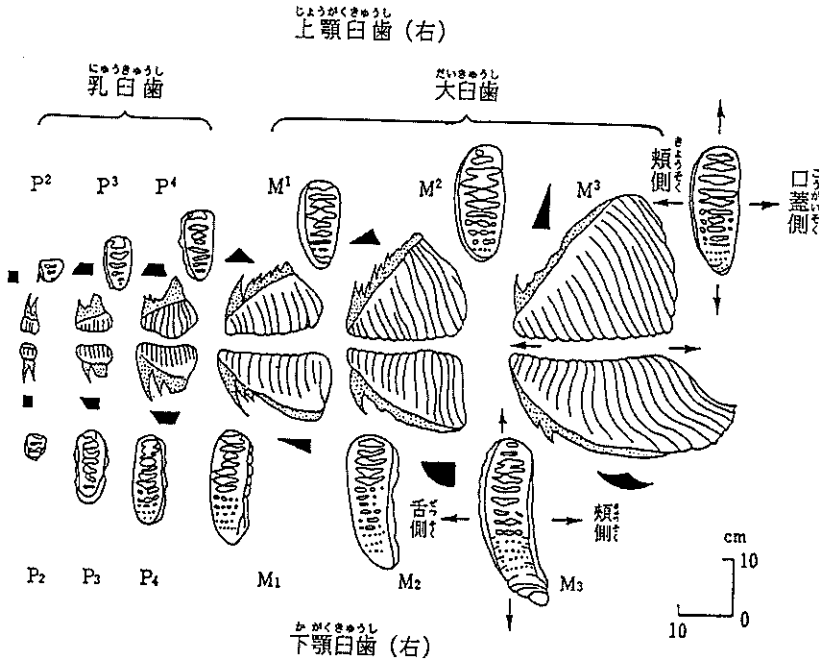 じょうがくきゅうし
上顎臼歯 (右)
にゅうきゅうし
乳臼歯
だいきゅうし
大臼歯
P² P³ P⁴ M¹ M² M³
きょうそく
頬側
こうがいそく
口蓋側
ぜっそく
舌側
きょうそく
頬側
P₂ P₃ P₄ M₁ M₂ M₃
cm
10
0
10
かがくきゅうし
下顎臼歯 (右)